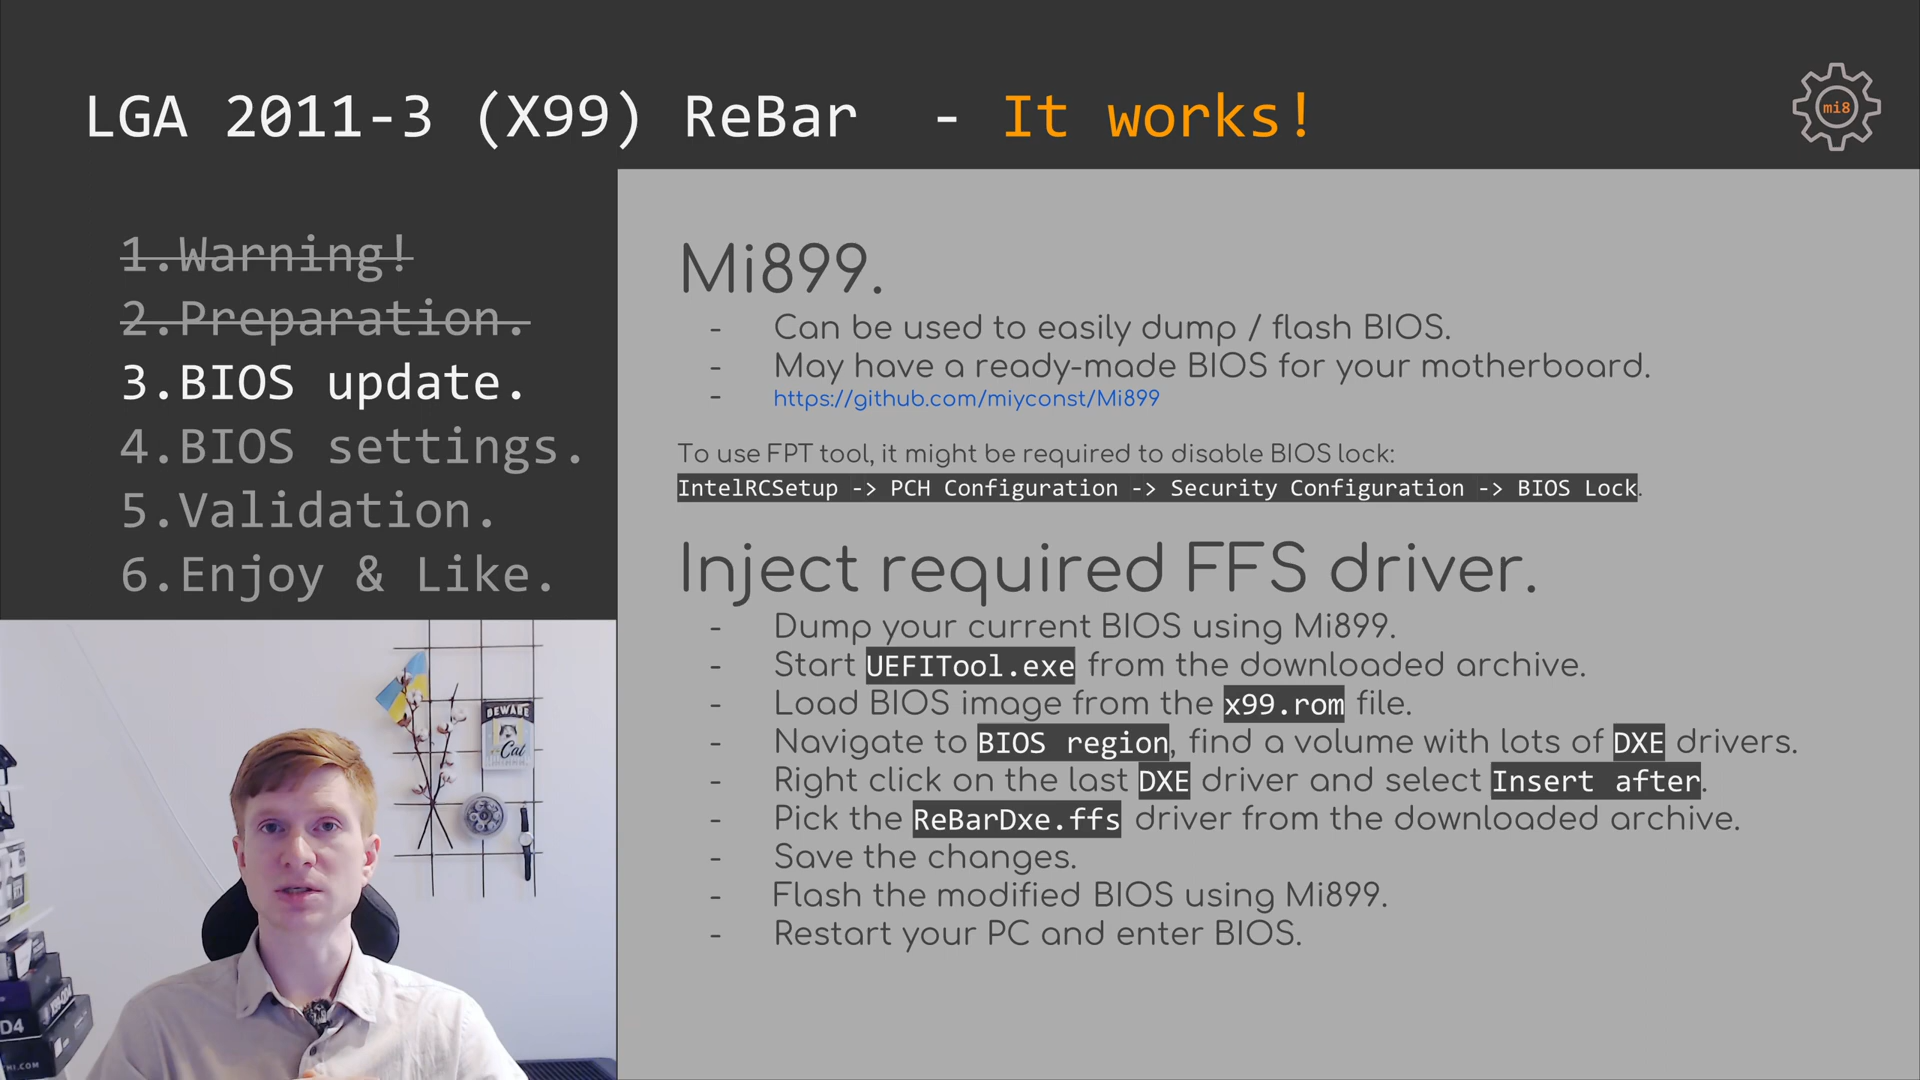 LGA 2011-3 (X99) ReBar - It works!
mi8
1.Warning!
2.Preparation.
3.BIOS update.
4.BIOS settings.
5.Validation.
6.Enjoy & Like.
Mi899.
- Can be used to easily dump / flash BIOS.
- May have a ready-made BIOS for your motherboard.
- https://github.com/miyconst/Mi899
To use FPT tool, it might be required to disable BIOS lock:
IntelRCSetup -> PCH Configuration -> Security Configuration -> BIOS Lock.
Inject required FFS driver.
- Dump your current BIOS using Mi899.
- Start UEFITool.exe from the downloaded archive.
- Load BIOS image from the x99.rom file.
- Navigate to BIOS region, find a volume with lots of DXE drivers.
- Right click on the last DXE driver and select Insert after.
- Pick the ReBarDxe.ffs driver from the downloaded archive.
- Save the changes.
- Flash the modified BIOS using Mi899.
- Restart your PC and enter BIOS.
BEWARE
Cat
D4